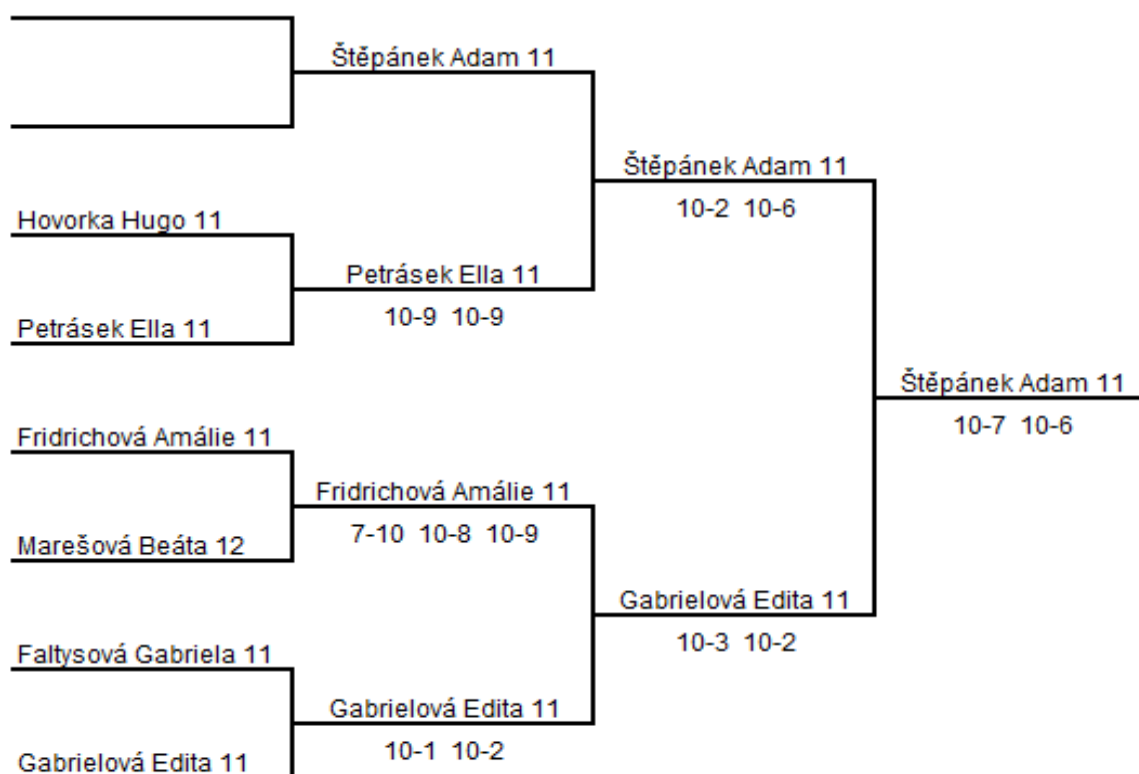 Štěpánek Adam 11
Štěpánek Adam 11
10-2 10-6
Hovorka Hugo 11
Petrásek Ella 11
10-9 10-9
Petrásek Ella 11
Štěpánek Adam 11
10-7 10-6
Fridrichová Amálie 11
Fridrichová Amálie 11
7-10 10-8 10-9
Marešová Beáta 12
Gabrielová Edita 11
10-3 10-2
Faltysová Gabriela 11
Gabrielová Edita 11
10-1 10-2
Gabrielová Edita 11